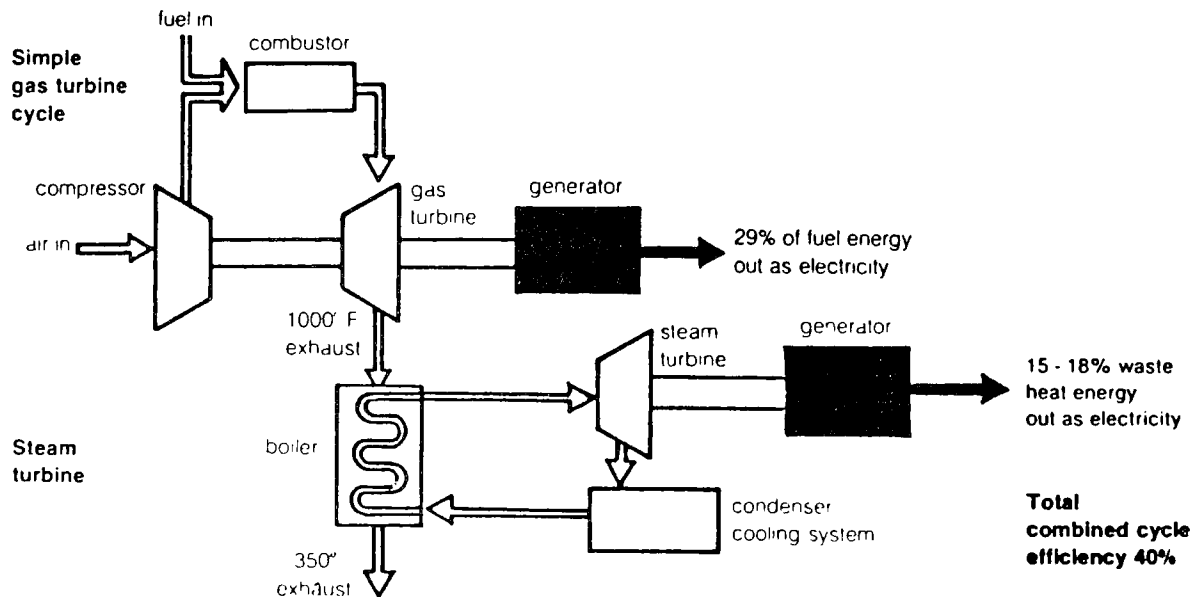 fuel in
combustor
Simple
gas turbine
cycle
compressor
air in
gas
turbine
generator
29% of fuel energy
out as electricity
1000° F
exhaust
steam
turbine
generator
15 - 18% waste
heat energy
out as electricity
boiler
Steam
turbine
condenser
cooling system
Total
combined cycle
efficiency 40%
350°
exhaust